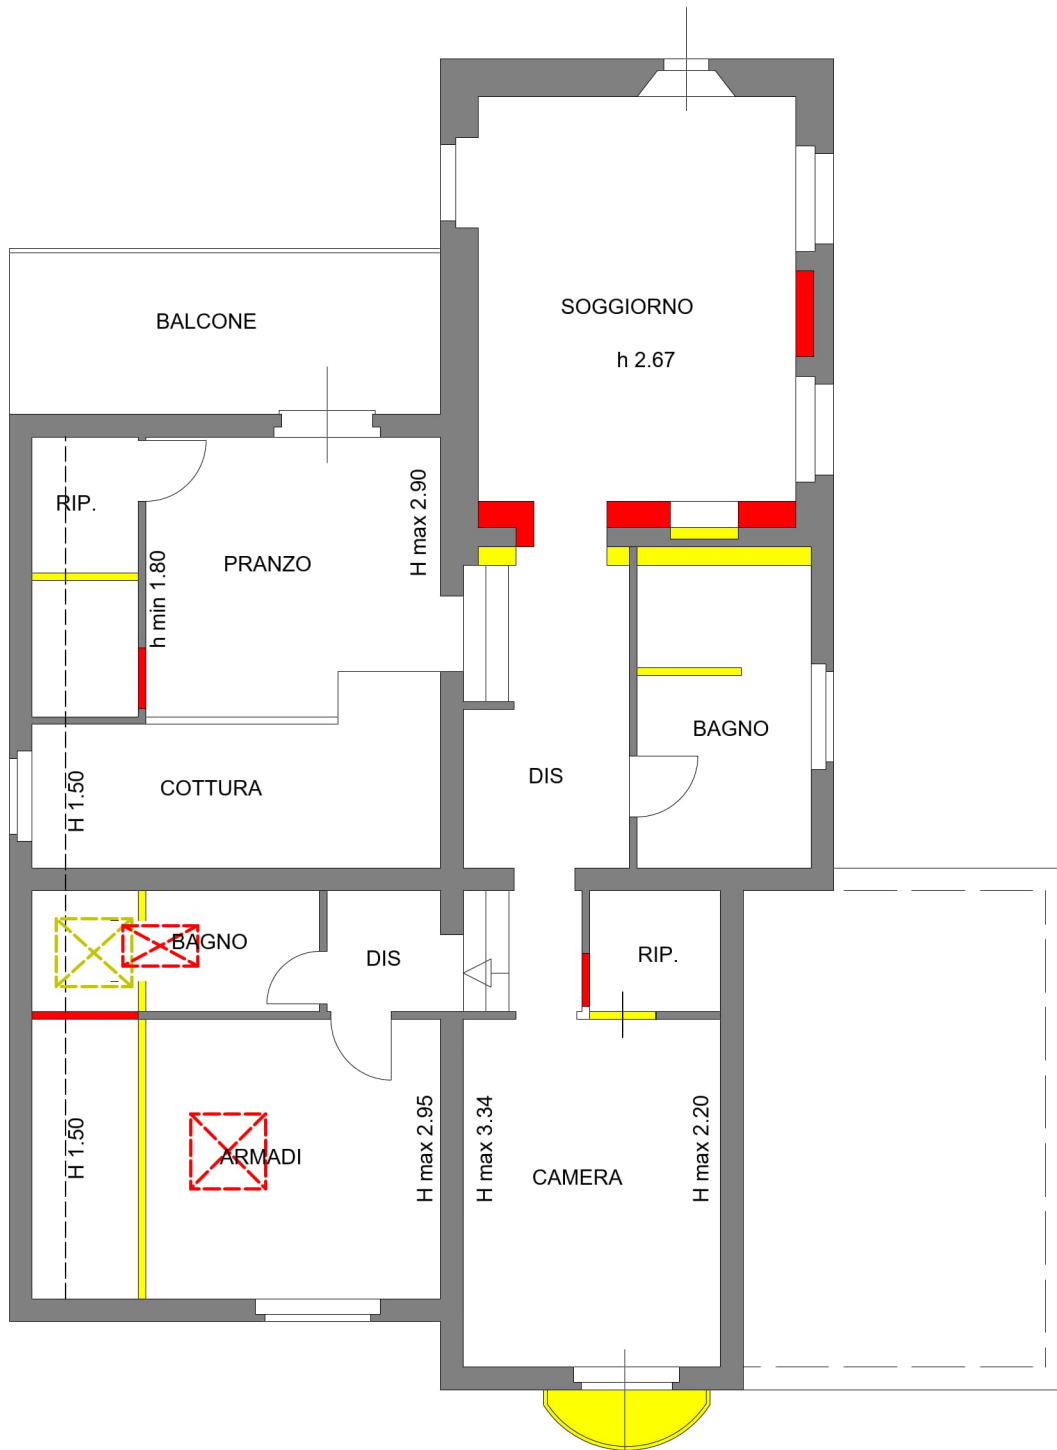 SOGGIORNO
h 2.67
BALCONE
RIP.
PRANZO
H max 2.90
h min 1.80
BAGNO
DIS
COTTURA
H 1.50
BAGNO
DIS
RIP.
H 1.50
ARMADI
H max 2.95
H max 3.34
CAMERA
H max 2.20